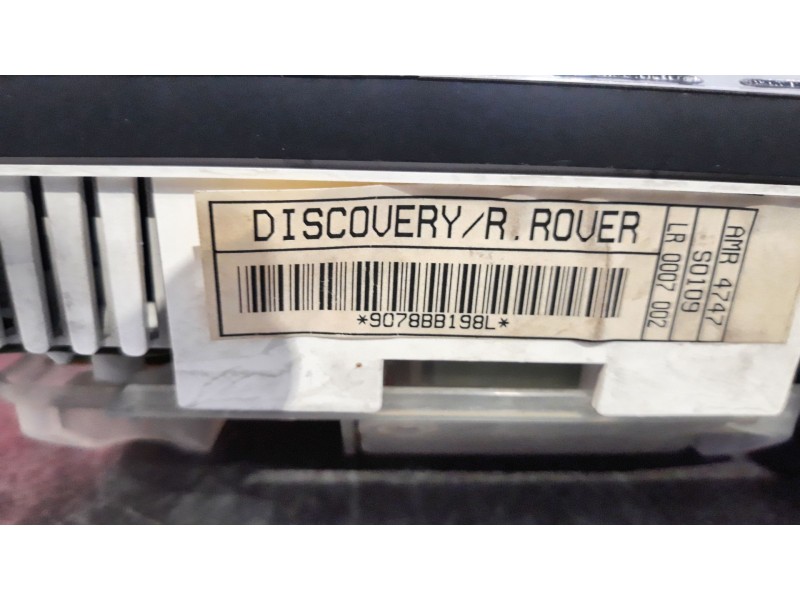 DISCOVERY/R.ROVER
*9078BB198L*
AMR 4747
S0109
LR 0007 002